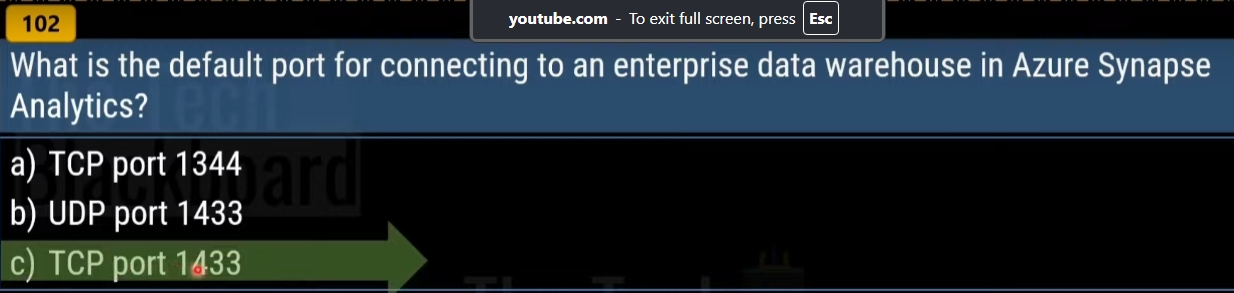 102
youtube.com - To exit full screen, press Esc
What is the default port for connecting to an enterprise data warehouse in Azure Synapse
Analytics?
a) TCP port 1344
b) UDP port 1433
c) TCP port 1433